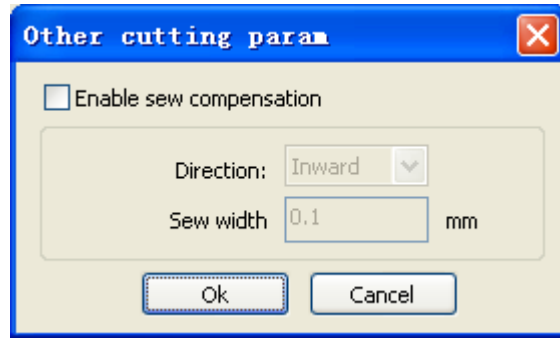 Other cutting param
Enable sew compensation
Direction: Inward
Sew width 0.1 mm
Ok Cancel